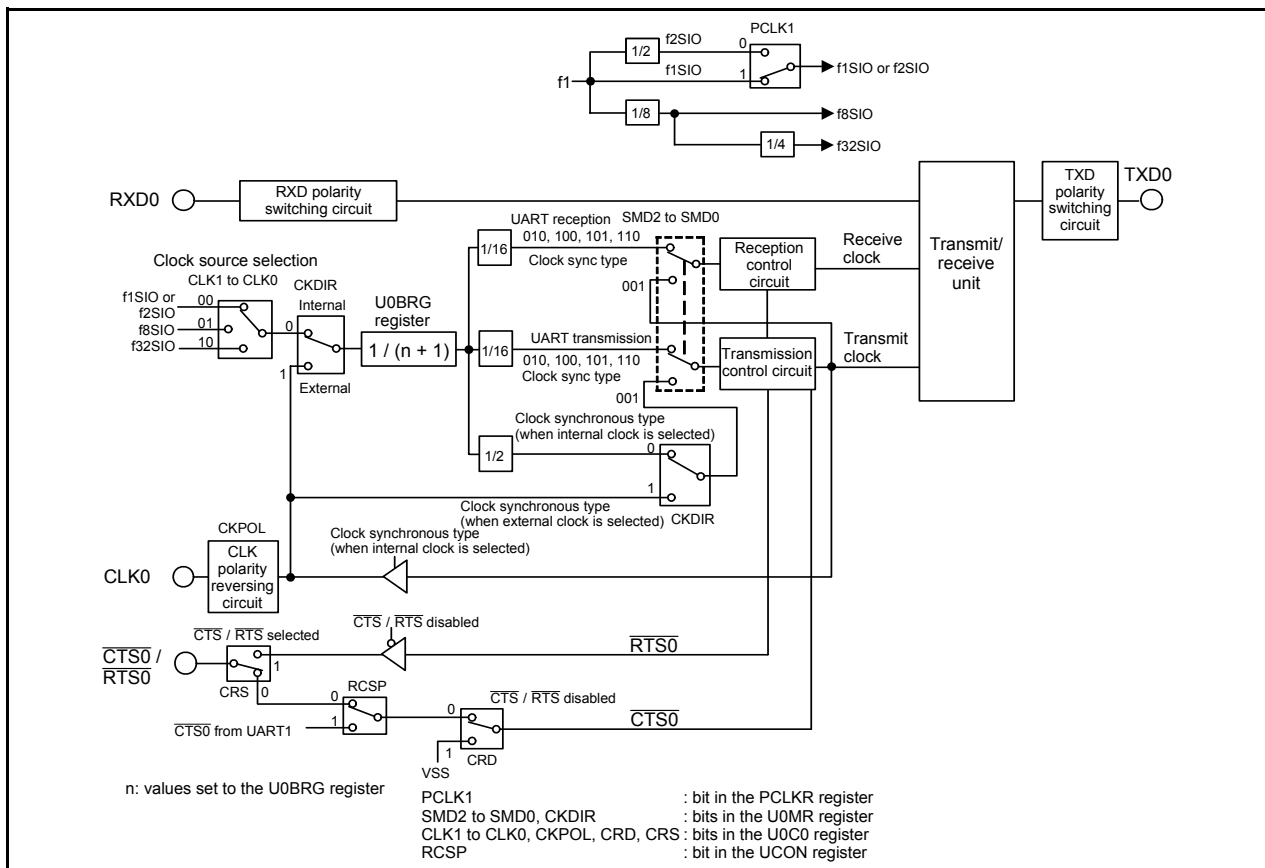 PCLK1
f2SIO
0
1/2
f1SIO
1
f1SIO or f2SIO
f1
1/8
f8SIO
1/4
f32SIO
RXD0
RXD polarity
switching circuit
TXD
polarity
switching
circuit
TXD0
UART reception
SMD2 to SMD0
1/16
010, 100, 101, 110
Clock sync type
Reception
control
circuit
Receive
clock
Transmit/
receive
unit
Clock source selection
CLK1 to CLK0
CKDIR
Internal
f1SIO or
f2SIO
00
f8SIO
01
f32SIO
10
0
1
External
U0BRG
register
1 / (n + 1)
001
UART transmission
1/16
010, 100, 101, 110
Clock sync type
Transmission
control circuit
Transmit
clock
001
Clock synchronous type
(when internal clock is selected)
1/2
0
1
Clock synchronous type
(when external clock is selected)
CKDIR
Clock synchronous type
(when internal clock is selected)
CKPOL
CLK0
CLK
polarity
reversing
circuit
CTS / RTS selected
CTS / RTS disabled
CTS0 /
RTS0
1
RTS0
CRS
0
RCSP
0
1
CTS0 from UART1
CTS / RTS disabled
0
CTS0
1
VSS
CRD
n: values set to the U0BRG register
PCLK1 : bit in the PCLKR register
SMD2 to SMD0, CKDIR : bits in the U0MR register
CLK1 to CLK0, CKPOL, CRD, CRS : bits in the U0C0 register
RCSP : bit in the UCON register